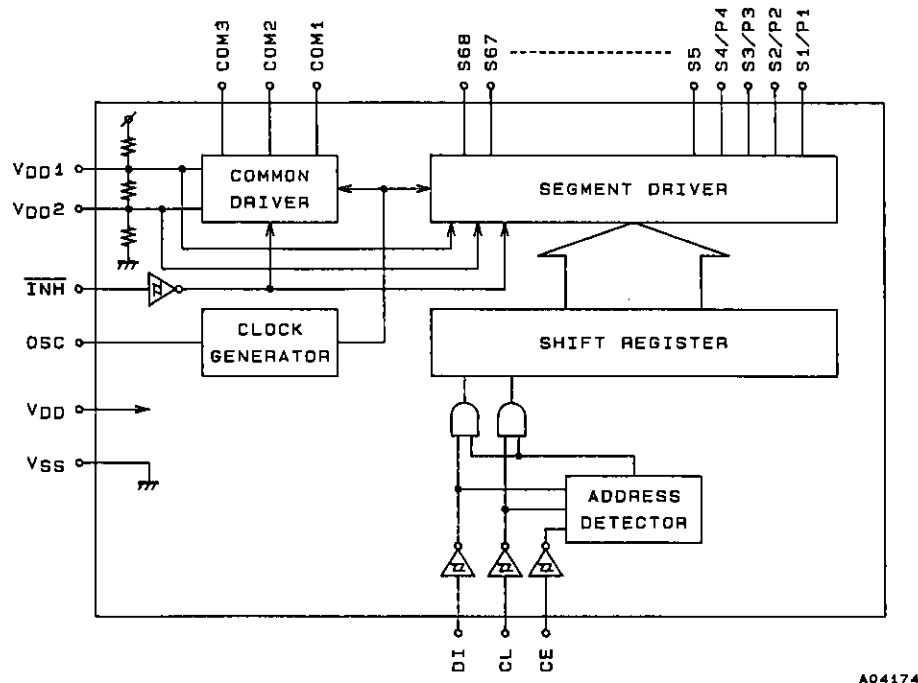 COM3
COM2
COM1
S68
S67
S5
S4/P4
S3/P3
S2/P2
S1/P1
VDD1
VDD2
INH
OSC
VDD
VSS
COMMON
DRIVER
SEGMENT DRIVER
CLOCK
GENERATOR
SHIFT REGISTER
ADDRESS
DETECTOR
DI
CL
CE
A04174